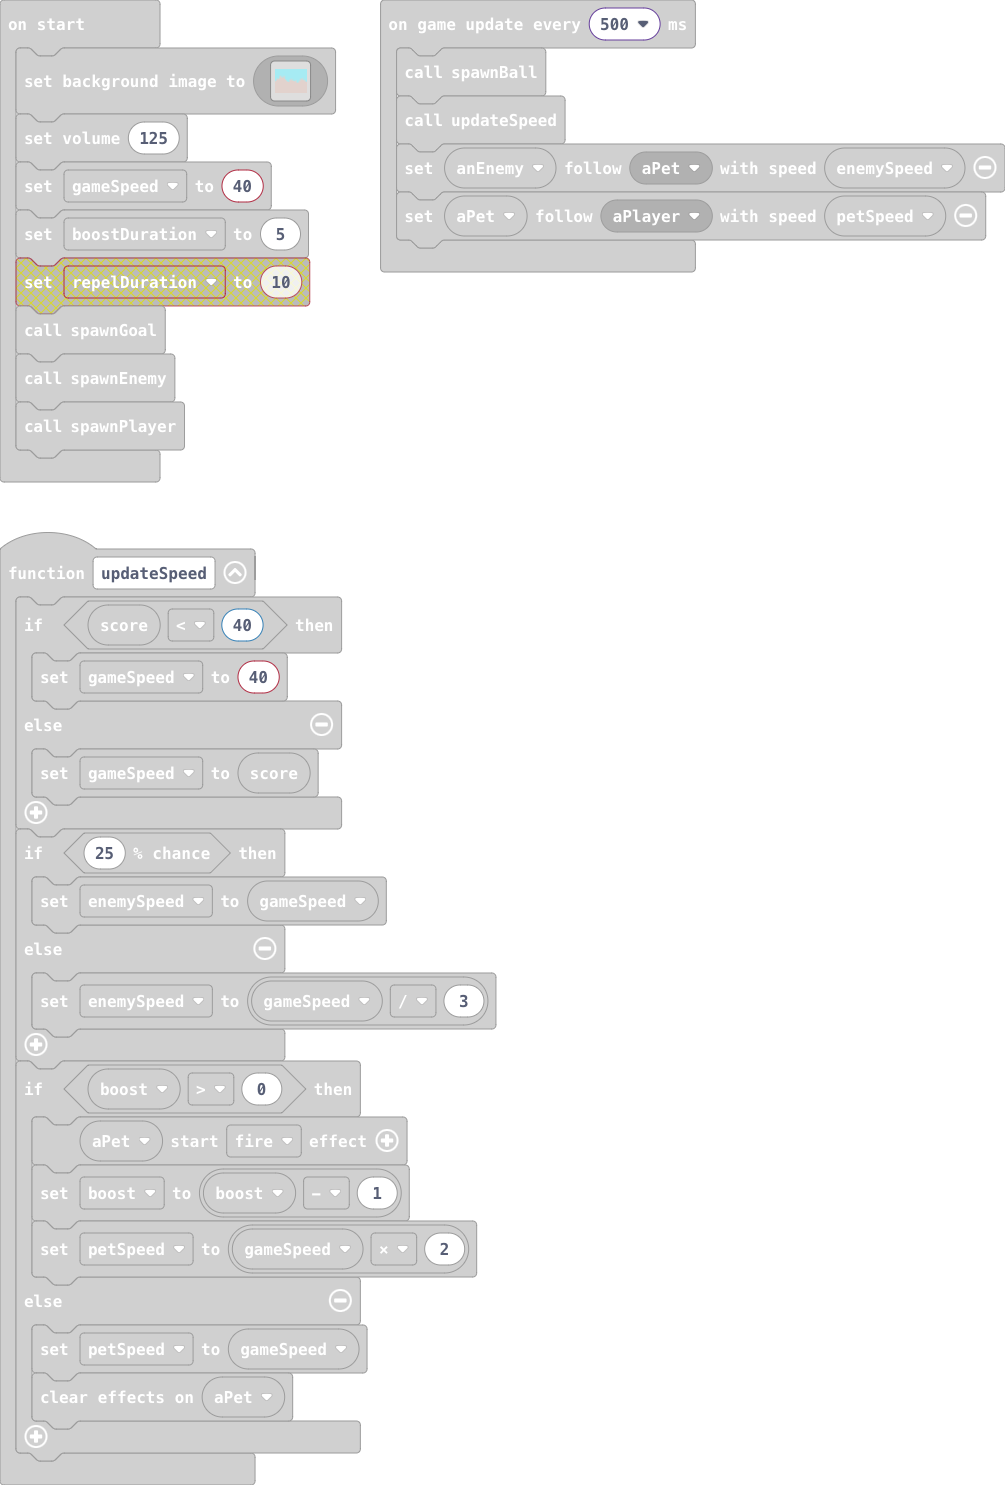 on start
set background image to
set volume 125
set gameSpeed to 40
set boostDuration to 5
set repelDuration to 10
call spawnGoal
call spawnEnemy
call spawnPlayer
on game update every 500 ms
call spawnBall
call updateSpeed
set anEnemy follow aPet with speed enemySpeed
set aPet follow aPlayer with speed petSpeed
function updateSpeed
if score < 40 then
set gameSpeed to 40
else
set gameSpeed to score
if 25 % chance then
set enemySpeed to gameSpeed
else
set enemySpeed to gameSpeed / 3
if boost > 0 then
aPet start fire effect
set boost to boost - 1
set petSpeed to gameSpeed × 2
else
set petSpeed to gameSpeed
clear effects on aPet